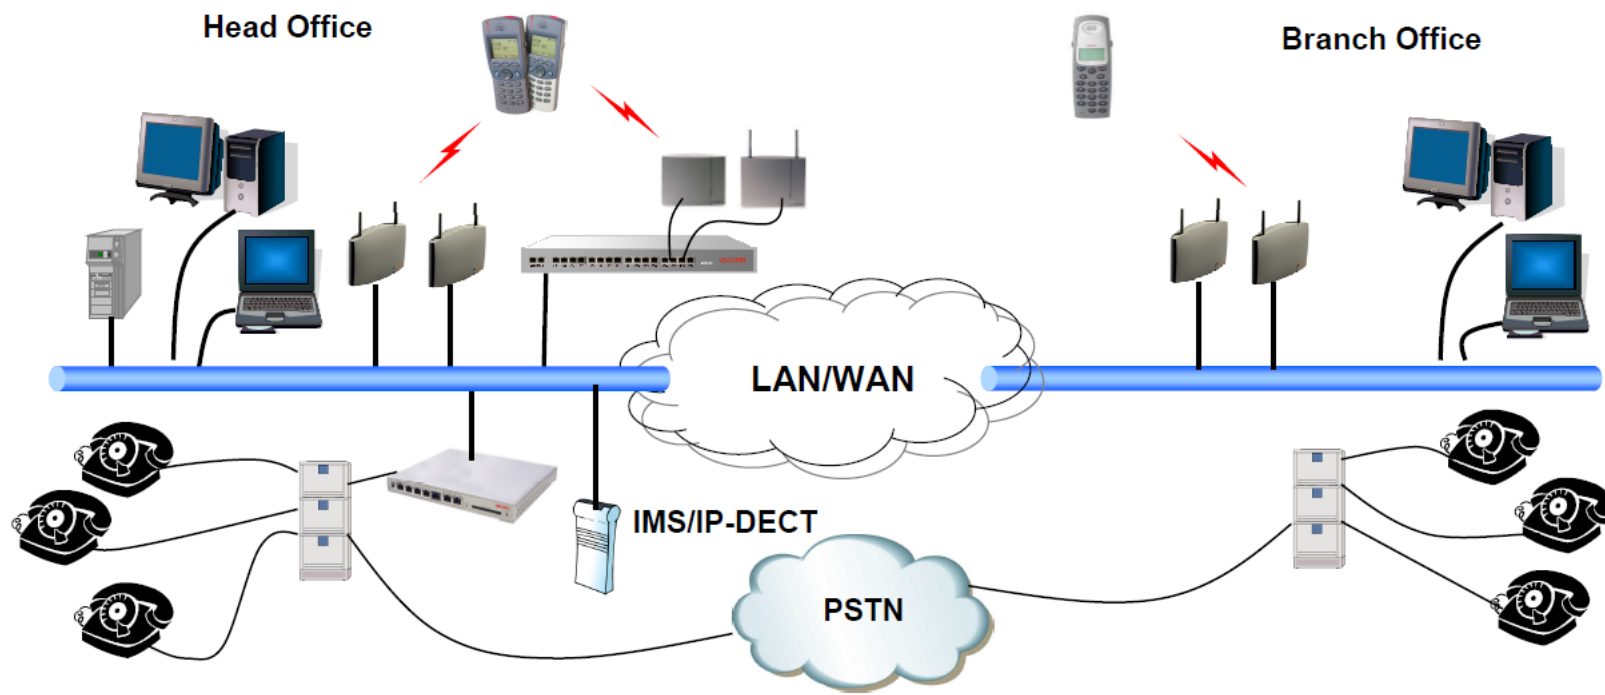 Head Office
Branch Office
LAN/WAN
IMS/IP-DECT
PSTN